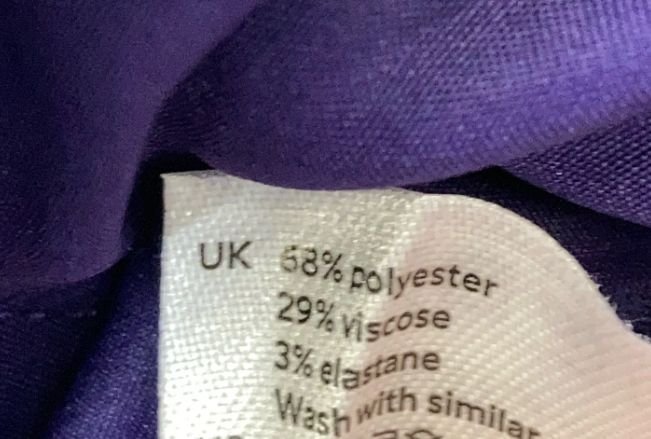 UK 68% polyester
29% viscose
3% elastane
Wash with similar